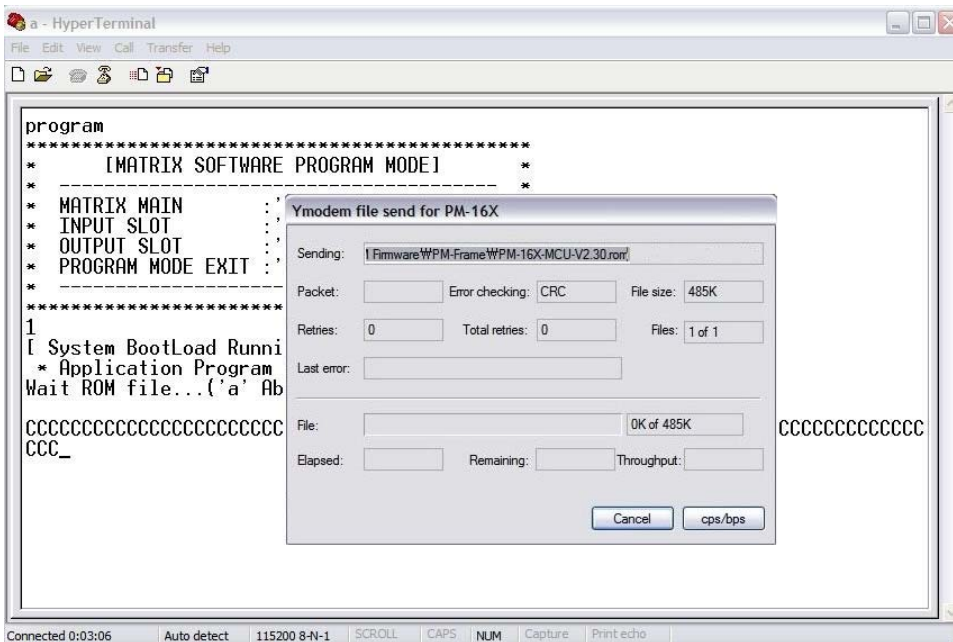 a - HyperTerminal
File Edit View Call Transfer Help
program
*********************************************
* [MATRIX SOFTWARE PROGRAM MODE] *
* --------------------------------------- *
* MATRIX MAIN :'
* INPUT SLOT :'
* OUTPUT SLOT :'
* PROGRAM MODE EXIT :'
* --------------------
***********************
1
[ System BootLoad Runni
* Application Program
Wait ROM file...('a' Ab
CCCCCCCCCCCCCCCCCCCCCCC CCCCCCCCCCCCC
CCC_
Ymodem file send for PM-16X
Sending: 1 Firmware₩PM-Frame₩PM-16X-MCU-V2.30.rom
Packet: Error checking: CRC File size: 485K
Retries: 0 Total retries: 0 Files: 1 of 1
Last error:
File: 0K of 485K
Elapsed: Remaining: Throughput:
Cancel cps/bps
Connected 0:03:06 Auto detect 115200 8-N-1 SCROLL CAPS NUM Capture Print echo